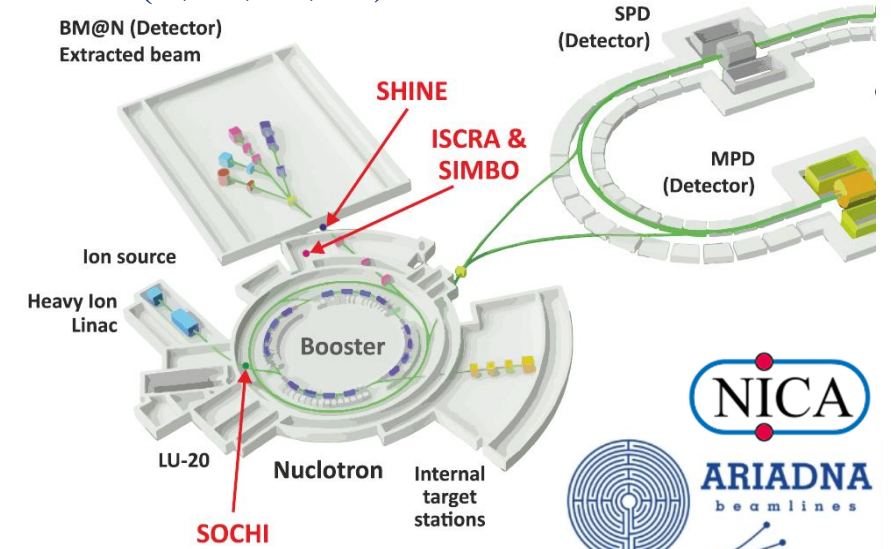 BM@N (Detector)
Extracted beam
SPD
(Detector)
SHINE
ISCRA &
SIMBO
MPD
(Detector)
Ion source
Heavy Ion
Linac
Booster
NICA
LU-20
Nuclotron
Internal
target
stations
ARIADNA
beamlines
SOCHI